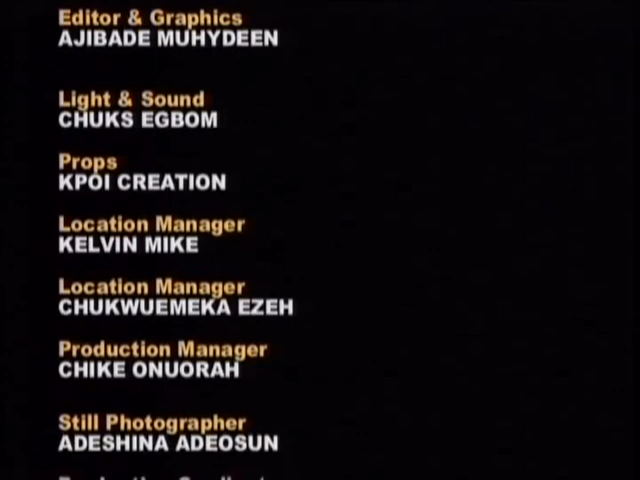 Editor & Graphics
AJIBADE MUHYDEEN
Light & Sound
CHUKS EGBOM
Props
KPOI CREATION
Location Manager
KELVIN MIKE
Location Manager
CHUKWUEMEKA EZEH
Production Manager
CHIKE ONUORAH
Still Photographer
ADESHINA ADEOSUN